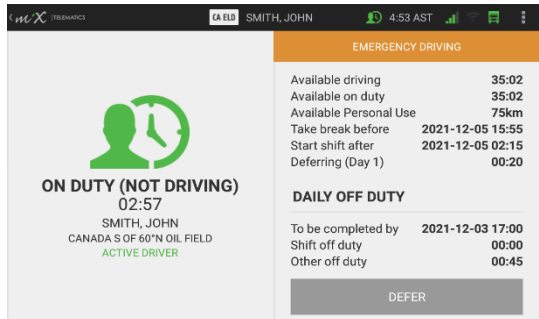 MiX TELEMATICS CA ELD SMITH, JOHN 4:53 AST
EMERGENCY DRIVING
ON DUTY (NOT DRIVING)
02:57
SMITH, JOHN
CANADA S OF 60°N OIL FIELD
ACTIVE DRIVER
Available driving 35:02
Available on duty 35:02
Available Personal Use 75km
Take break before 2021-12-05 15:55
Start shift after 2021-12-05 02:15
Deferring (Day 1) 00:20
DAILY OFF DUTY
To be completed by 2021-12-03 17:00
Shift off duty 00:00
Other off duty 00:45
DEFER